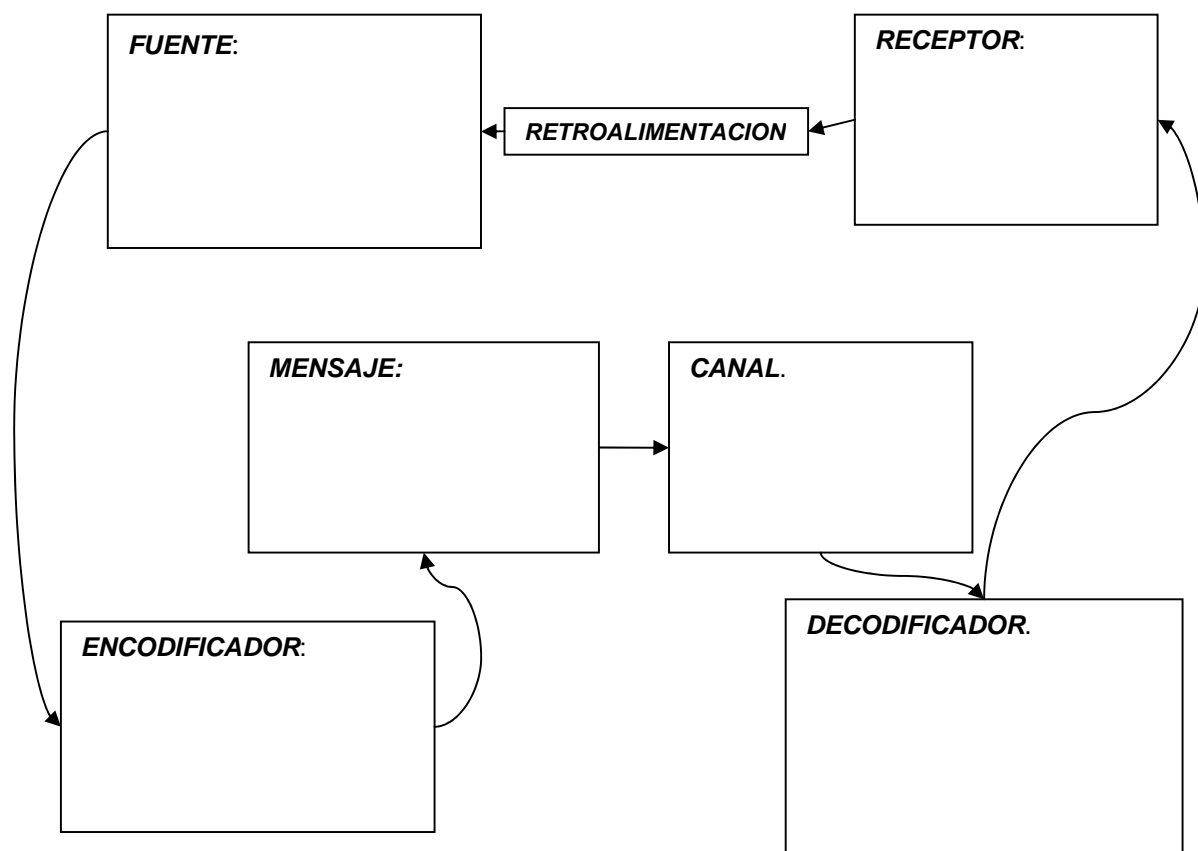 FUENTE:
RECEPTOR:
RETROALIMENTACION
MENSAJE:
CANAL.
ENCODIFICADOR:
DECODIFICADOR.